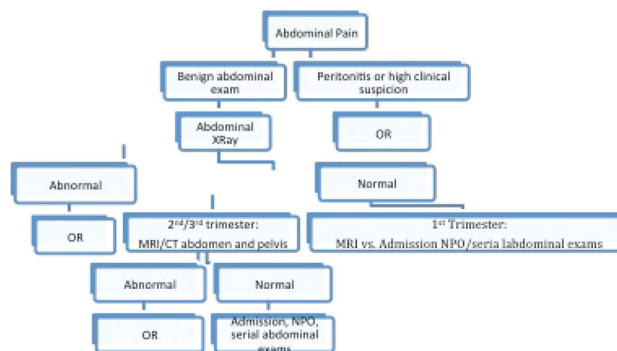 Abdominal Pain
Benign abdominal
exam
Peritonitis or high clinical
suspicion
Abdominal
XRay
OR
Abnormal
Normal
OR
2nd/3rd trimester:
MRI/CT abdomen and pelvis
1st Trimester:
MRI vs. Admission NPO/seria labdominal exams
Abnormal
Normal
OR
Admission, NPO,
serial abdominal
exams